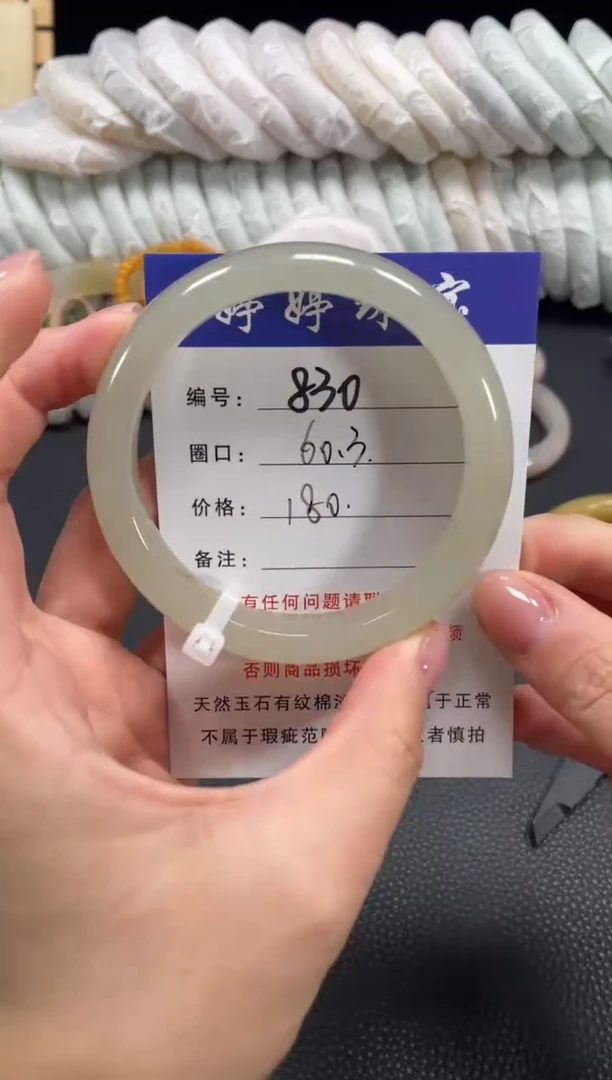 婷婷
编号： 830
圈口： 60.3.
价格： 180.
备注：
有任何问题请联
频
否则商品损坏
天然玉石有纹棉 于正常
不属于瑕疵范 者慎拍